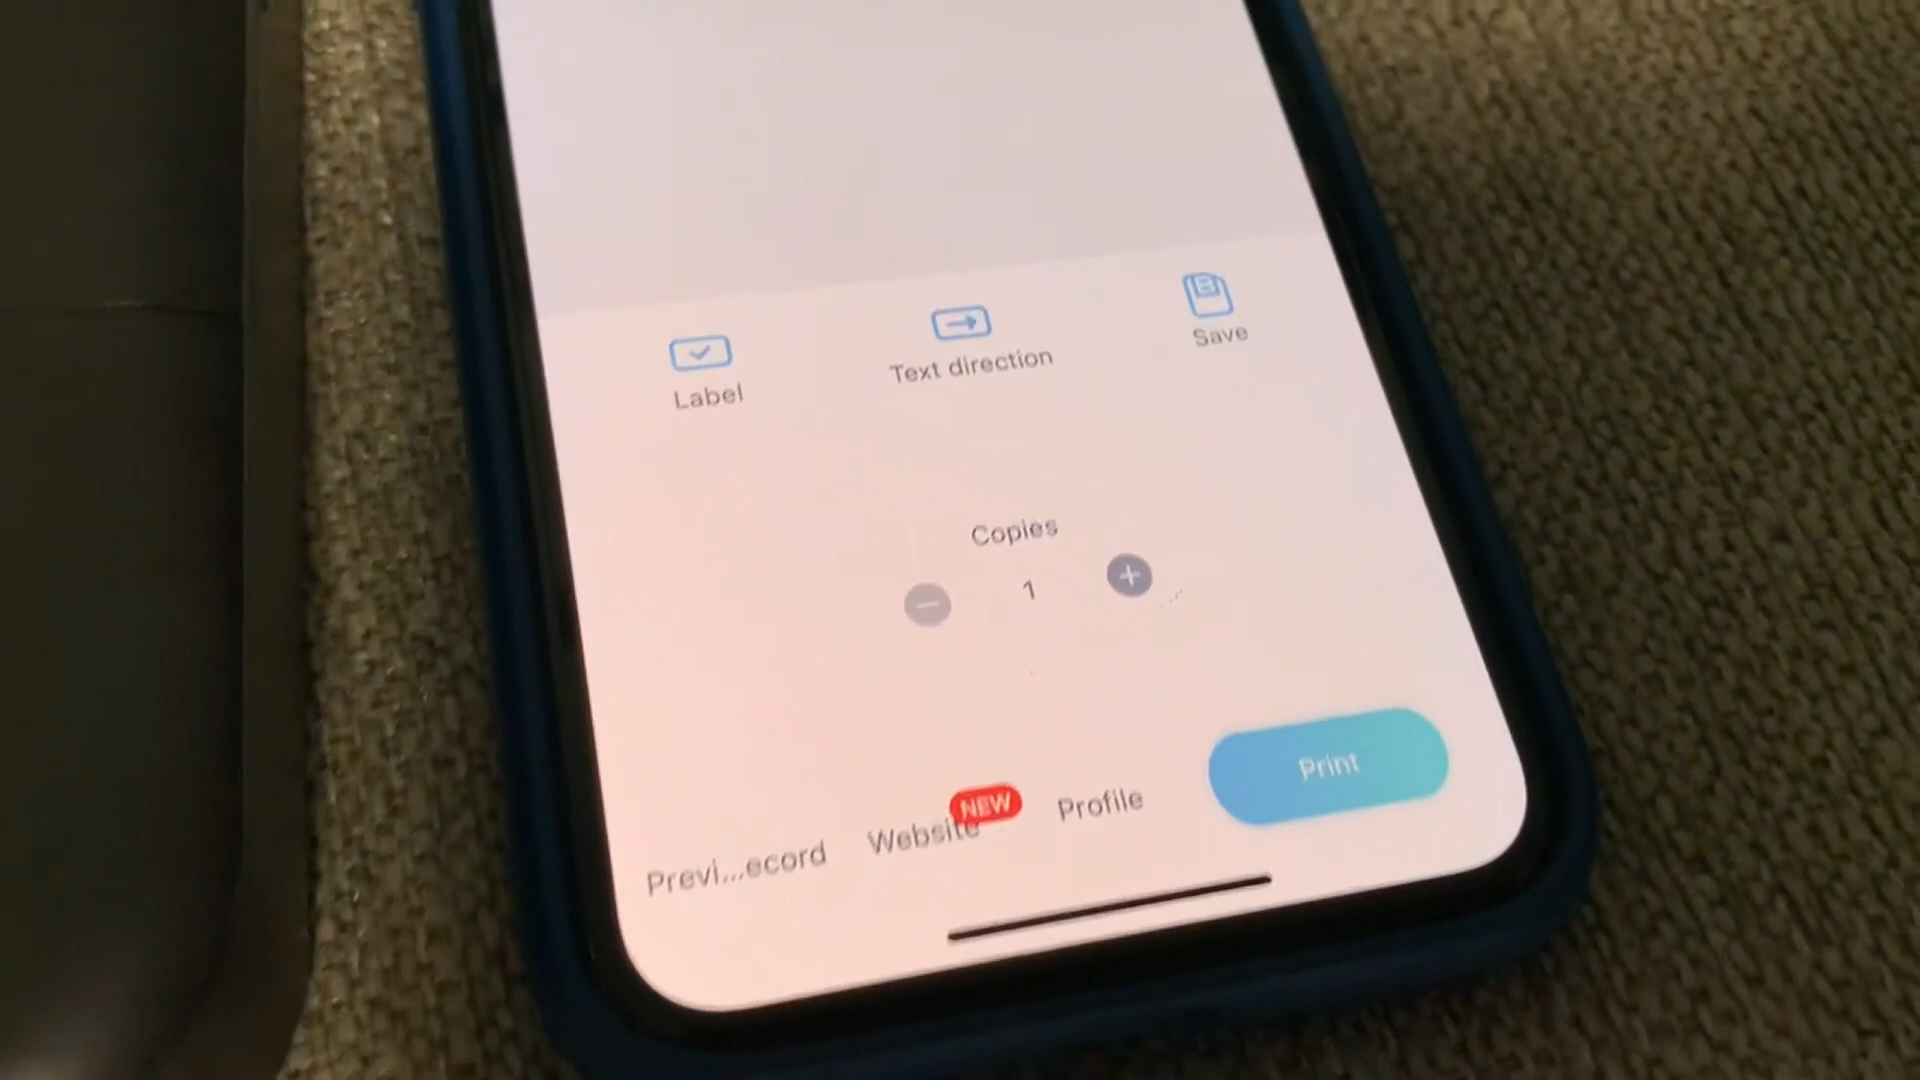 Label
Text direction
Save
Copies
1
Print
NEW
Previ...ecord
Website
Profile